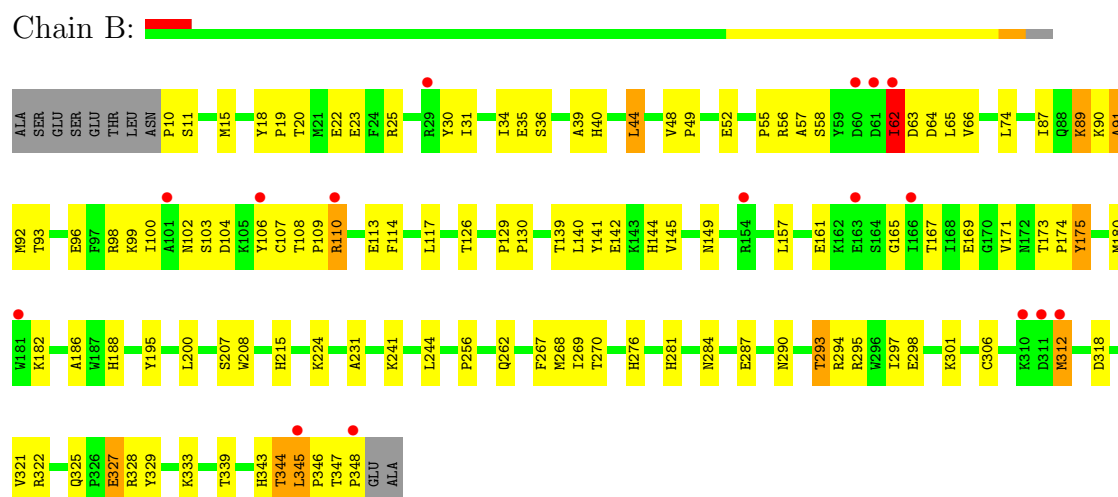 Chain B:
ALA SER GLU SER GLU THR LEU ASN P10 S11 M15 Y18 P19 T20 M21 E22 E23 F24 R25 R29 Y30 I31 I34 E35 S36 A39 H40 L44 V48 P49 E52 P55 R56 A57 S58 Y59 D60 D61 I62 D63 D64 L65 V66 L74 I87 Q88 K89 K90 A91
M92 T93 E96 F97 R98 K99 I100 A101 N102 S103 D104 K105 Y106 C107 T108 P109 R110 E113 F114 L117 T126 P129 P130 T139 L140 Y141 E142 K143 H144 V145 N149 R154 L157 E161 K162 E163 S164 G165 I166 T167 I168 E169 G170 V171 N172 T173 P174 Y175 M180
W181 K182 A186 W187 H188 Y195 L200 S207 W208 H215 K224 A231 K241 L244 P256 Q262 F267 M268 I269 T270 H276 H281 N284 E287 N290 T293 R294 R295 W296 I297 E298 K301 C306 K310 D311 M312 D318
V321 R322 Q325 P326 E327 R328 Y329 K333 T339 H343 T344 L345 P346 T347 P348 GLU ALA